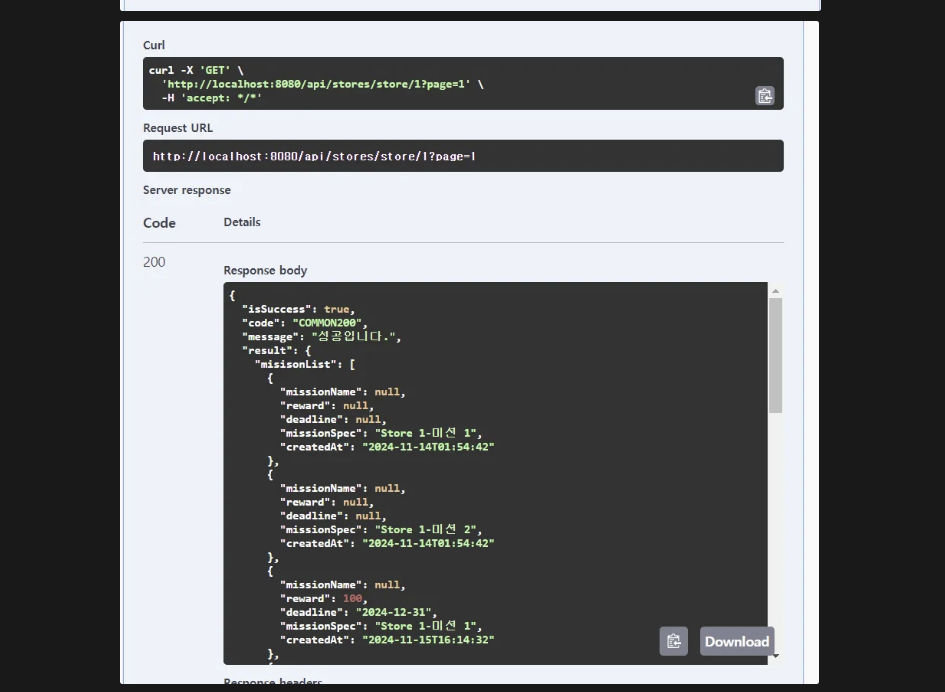 Curl
curl -X 'GET' \
'http://localhost:8080/api/stores/store/1?page=1' \
-H 'accept: */*'
Request URL
http://localhost:8080/api/stores/store/1?page=1
Server response
Code Details
200
Response body
{
"isSuccess": true,
"code": "COMMON200",
"message": "성공입니다.",
"result": {
"misisonList": [
{
"missionName": null,
"reward": null,
"deadline": null,
"missionSpec": "Store 1-미션 1",
"createdAt": "2024-11-14T01:54:42"
},
{
"missionName": null,
"reward": null,
"deadline": null,
"missionSpec": "Store 1-미션 2",
"createdAt": "2024-11-14T01:54:42"
},
{
"missionName": null,
"reward": 100,
"deadline": "2024-12-31",
"missionSpec": "Store 1-미션 1",
"createdAt": "2024-11-15T16:14:32"
},
Download
Response headers